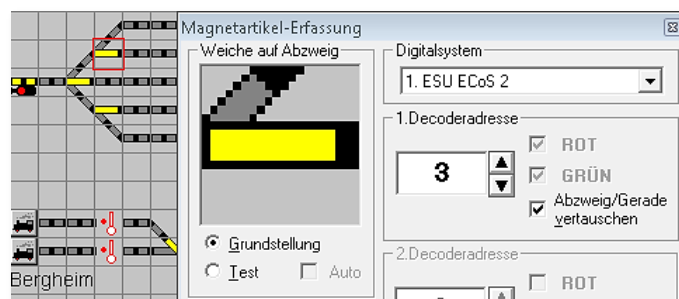 Magnetartikel-Erfassung
Weiche auf Abzweig
Digitalsystem
1. ESU ECoS 2
1.Decoderadresse
3
ROT
GRÜN
Abzweig/Gerade
vertauschen
Grundstellung
Test
Auto
2.Decoderadresse
ROT
Bergheim